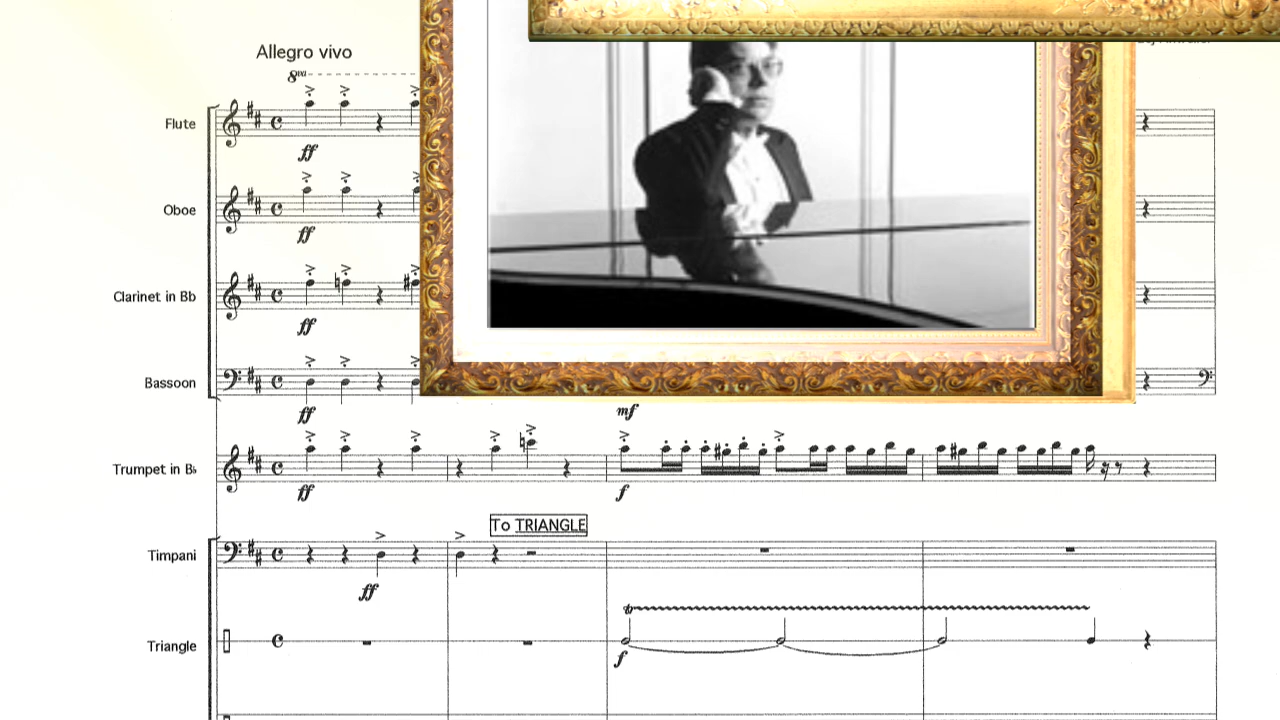 Allegro vivo
8va
Flute
ff
Oboe
ff
Clarinet in Bb
ff
Bassoon
ff
mf
Trumpet in B♭
ff
f
To TRIANGLE
Timpani
ff
tr
Triangle
f